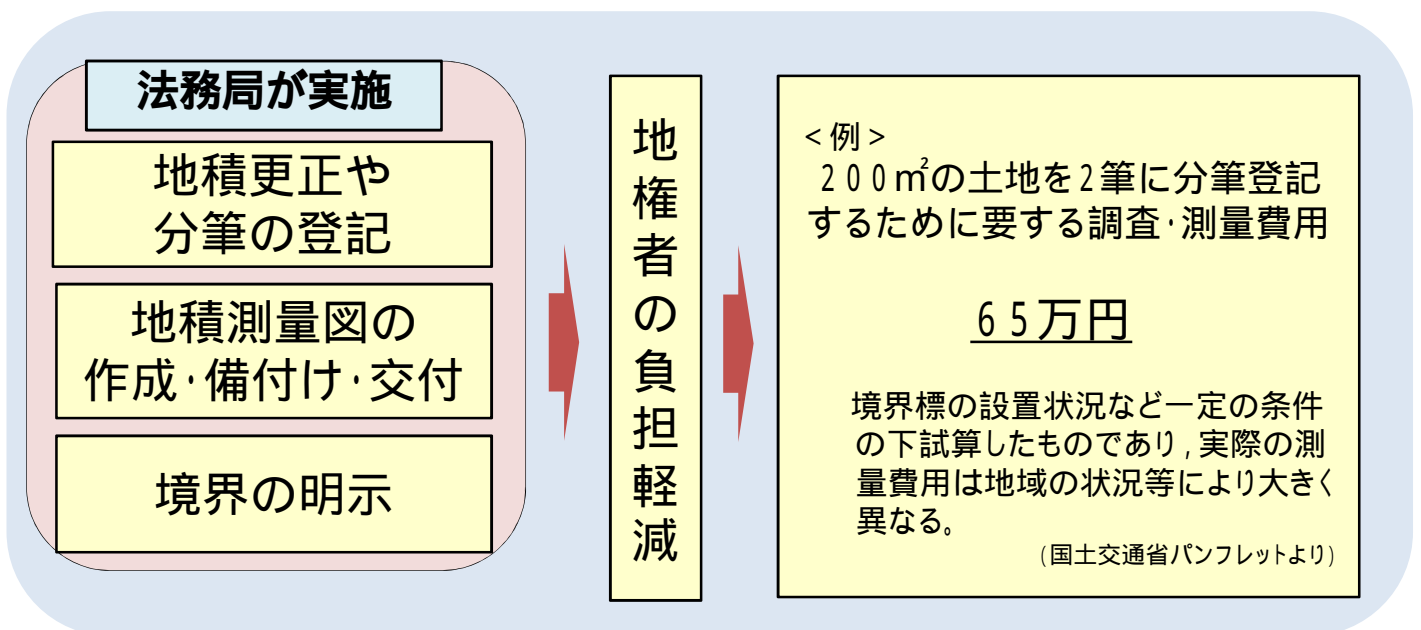 法務局が実施
地積更正や
分筆の登記
地積測量図の
作成・備付け・交付
境界の明示
地権者の負担軽減
<例>
200㎡の土地を2筆に分筆登記
するために要する調査・測量費用
65万円
境界標の設置状況など一定の条件
の下試算したものであり,実際の測
量費用は地域の状況等により大きく
異なる。
(国土交通省パンフレットより)